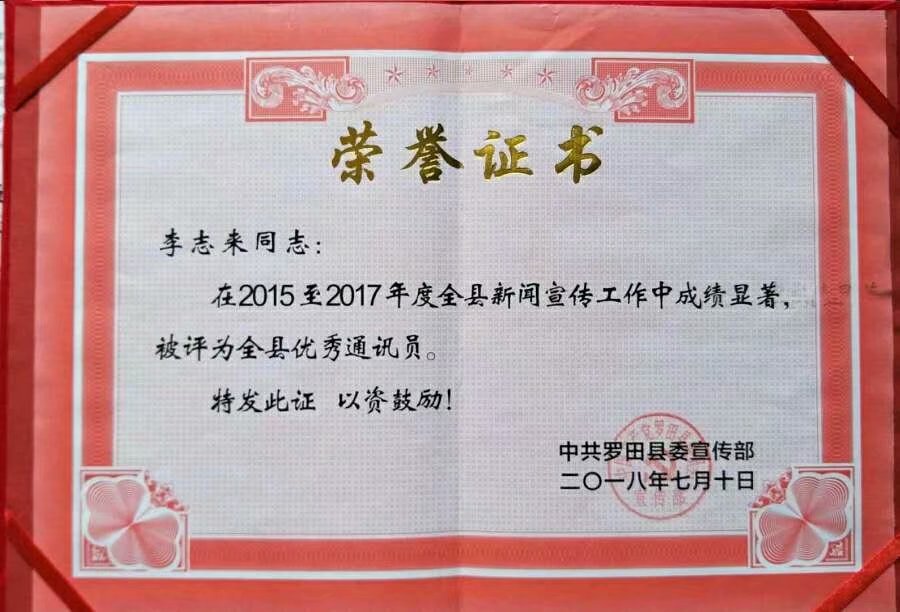 荣誉证书
李志来同志：
在2015至2017年度全县新闻宣传工作中成绩显著，
被评为全县优秀通讯员。
特发此证 以资鼓励！
中共罗田县委宣传部
二〇一八年七月十日